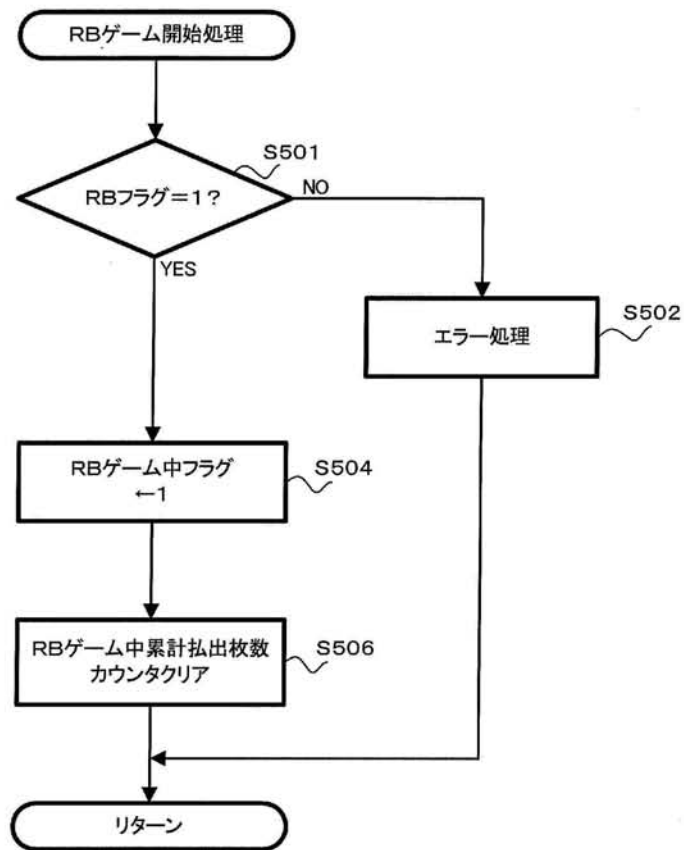 RBゲーム開始処理
S501
RBフラグ=1?
NO
YES
S502
エラー処理
RBゲーム中フラグ
←1
S504
RBゲーム中累計払出枚数
カウンタクリア
S506
リターン